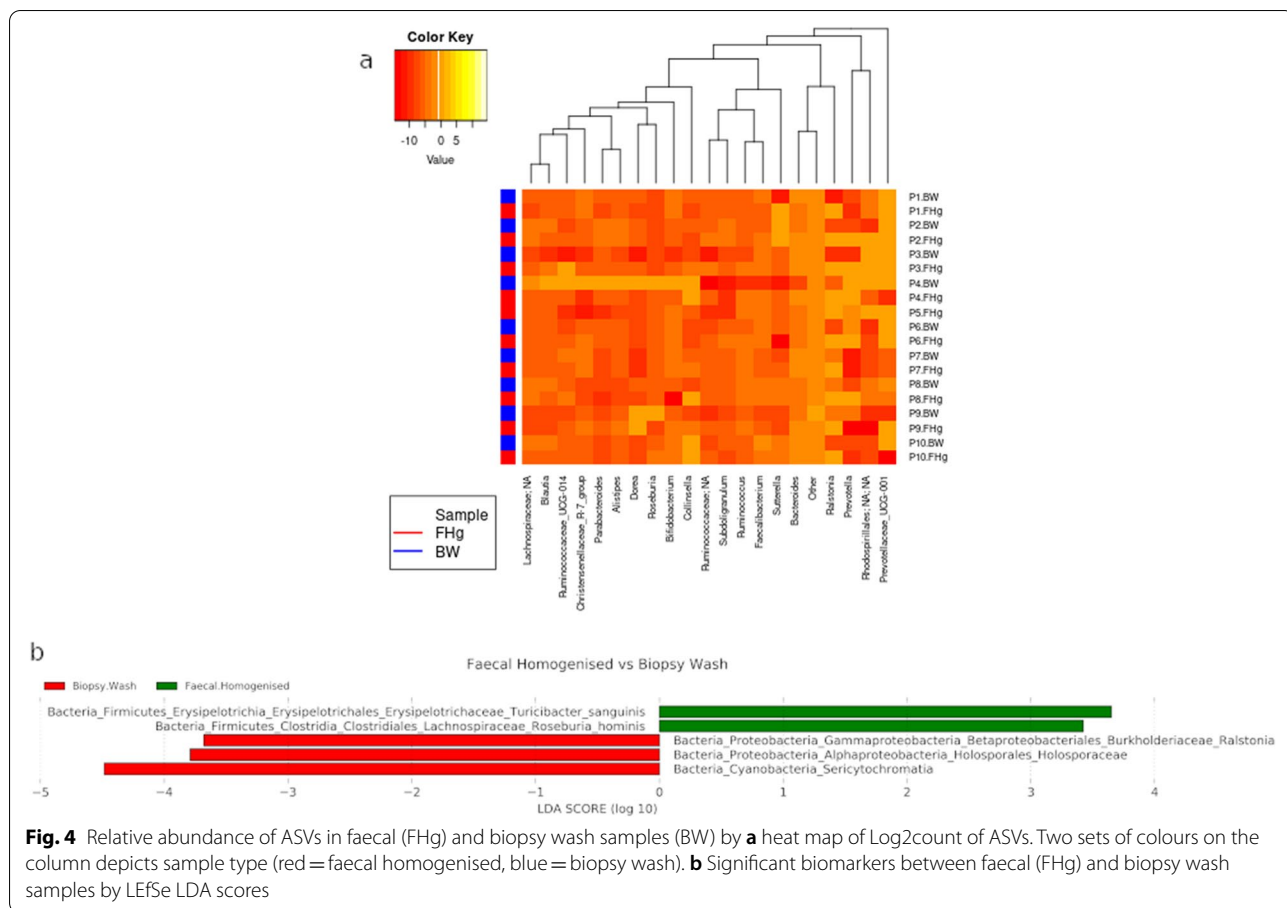 a
Color Key
-10 0 5
Value
P1.BW
P1.FHg
P2.BW
P2.FHg
P3.BW
P3.FHg
P4.BW
P4.FHg
P5.FHg
P6.BW
P6.FHg
P7.BW
P7.FHg
P8.BW
P8.FHg
P9.BW
P9.FHg
P10.BW
P10.FHg
Lachnospiraceae; NA
Blautia
Ruminococcaceae_UCG-014
Christensenellaceae_R-7_group
Parabacteroides
Alistipes
Dorea
Roseburia
Bifidobacterium
Collinsella
Ruminococcaceae; NA
Subdoligranulum
Ruminococcus
Faecalibacterium
Sutterella
Bacteroides
Other
Ralstonia
Prevotella
Rhodospirillales; NA; NA
Prevotellaceae_UCG-001
Sample
FHg
BW
b
Faecal Homogenised vs Biopsy Wash
Biopsy.Wash Faecal.Homogenised
Bacteria_Firmicutes_Erysipelotrichia_Erysipelotrichales_Erysipelotrichaceae_Turicibacter_sanguinis
Bacteria_Firmicutes_Clostridia_Clostridiales_Lachnospiraceae_Roseburia_hominis
Bacteria_Proteobacteria_Gammaproteobacteria_Betaproteobacteriales_Burkholderiaceae_Ralstonia
Bacteria_Proteobacteria_Alphaproteobacteria_Holosporales_Holosporaceae
Bacteria_Cyanobacteria_Sericytochromatia
−5 −4 −3 −2 −1 0 1 2 3 4
LDA SCORE (log 10)
Fig. 4 Relative abundance of ASVs in faecal (FHg) and biopsy wash samples (BW) by a heat map of Log2count of ASVs. Two sets of colours on the
column depicts sample type (red = faecal homogenised, blue = biopsy wash). b Significant biomarkers between faecal (FHg) and biopsy wash
samples by LEfSe LDA scores